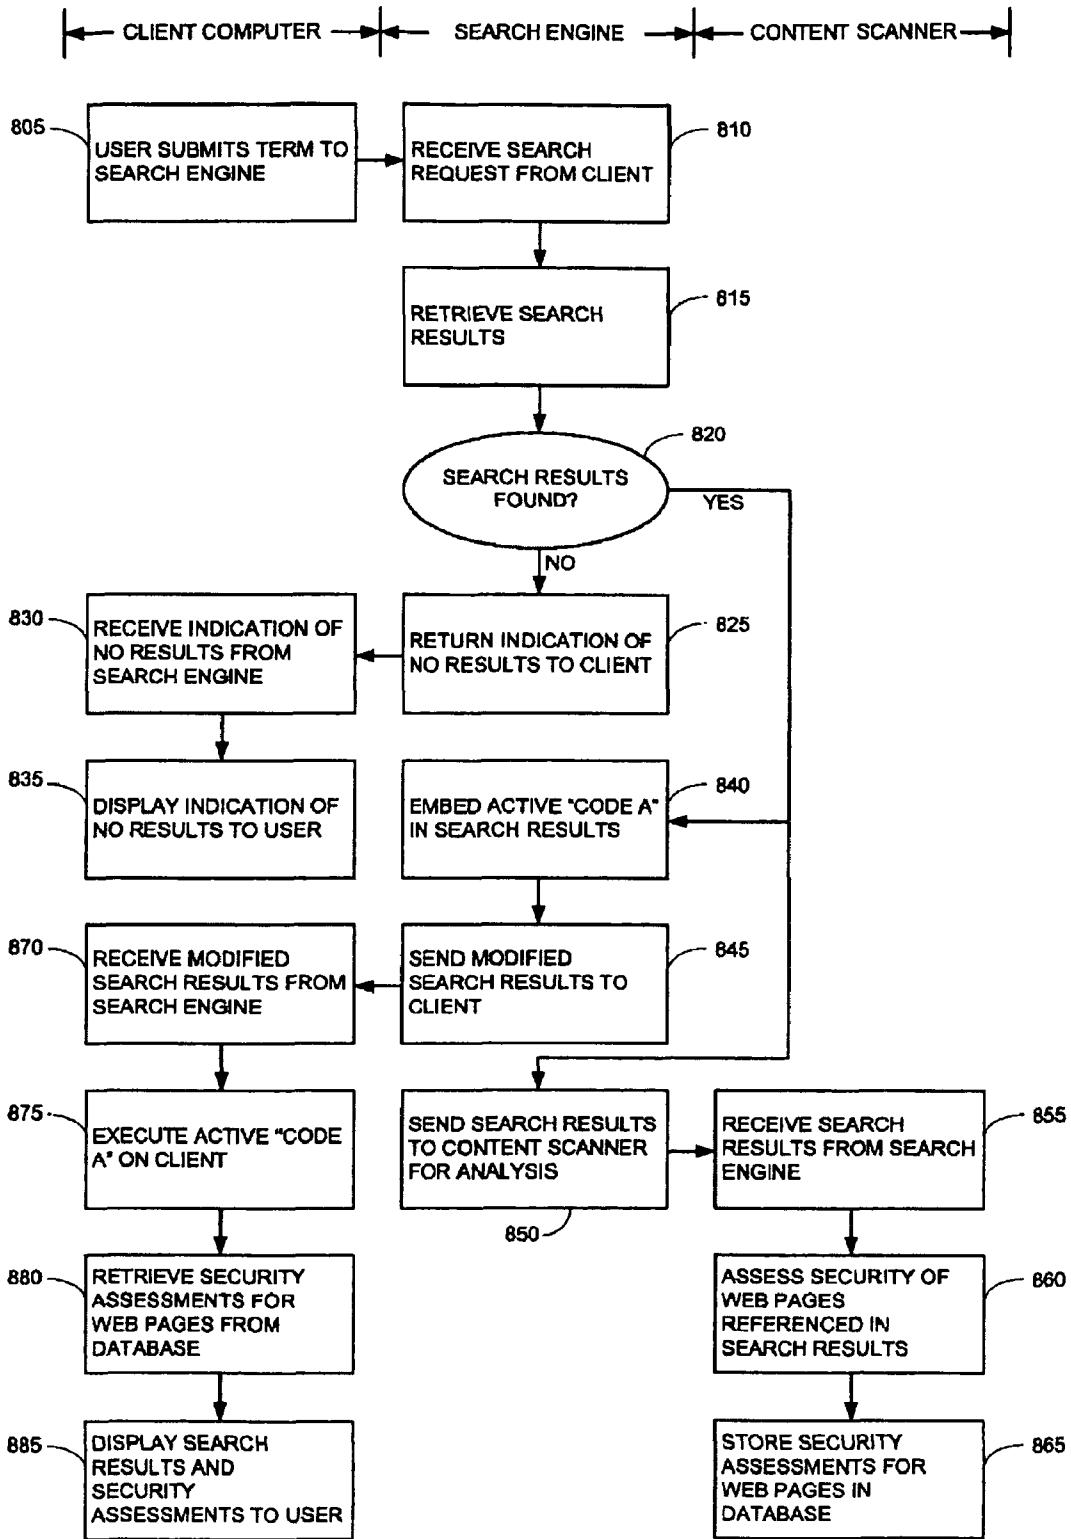 CLIENT COMPUTER
SEARCH ENGINE
CONTENT SCANNER
805
USER SUBMITS TERM TO
SEARCH ENGINE
RECEIVE SEARCH
REQUEST FROM CLIENT
810
RETRIEVE SEARCH
RESULTS
815
SEARCH RESULTS
FOUND?
820
YES
NO
830
RECEIVE INDICATION OF
NO RESULTS FROM
SEARCH ENGINE
RETURN INDICATION OF
NO RESULTS TO CLIENT
825
835
DISPLAY INDICATION OF
NO RESULTS TO USER
EMBED ACTIVE "CODE A"
IN SEARCH RESULTS
840
870
RECEIVE MODIFIED
SEARCH RESULTS FROM
SEARCH ENGINE
SEND MODIFIED
SEARCH RESULTS TO
CLIENT
845
875
EXECUTE ACTIVE "CODE
A" ON CLIENT
SEND SEARCH RESULTS
TO CONTENT SCANNER
FOR ANALYSIS
850
RECEIVE SEARCH
RESULTS FROM SEARCH
ENGINE
855
880
RETRIEVE SECURITY
ASSESSMENTS FOR
WEB PAGES FROM
DATABASE
ASSESS SECURITY OF
WEB PAGES
REFERENCED IN
SEARCH RESULTS
860
885
DISPLAY SEARCH
RESULTS AND
SECURITY
ASSESSMENTS TO USER
STORE SECURITY
ASSESSMENTS FOR
WEB PAGES IN
DATABASE
865